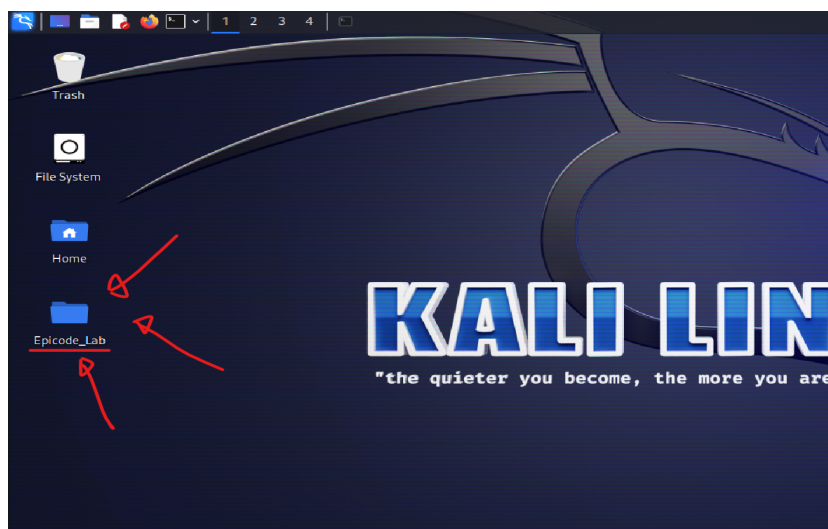 1 2 3 4
Trash
File System
Home
Epicode_Lab
KALI LIN
"the quieter you become, the more you are